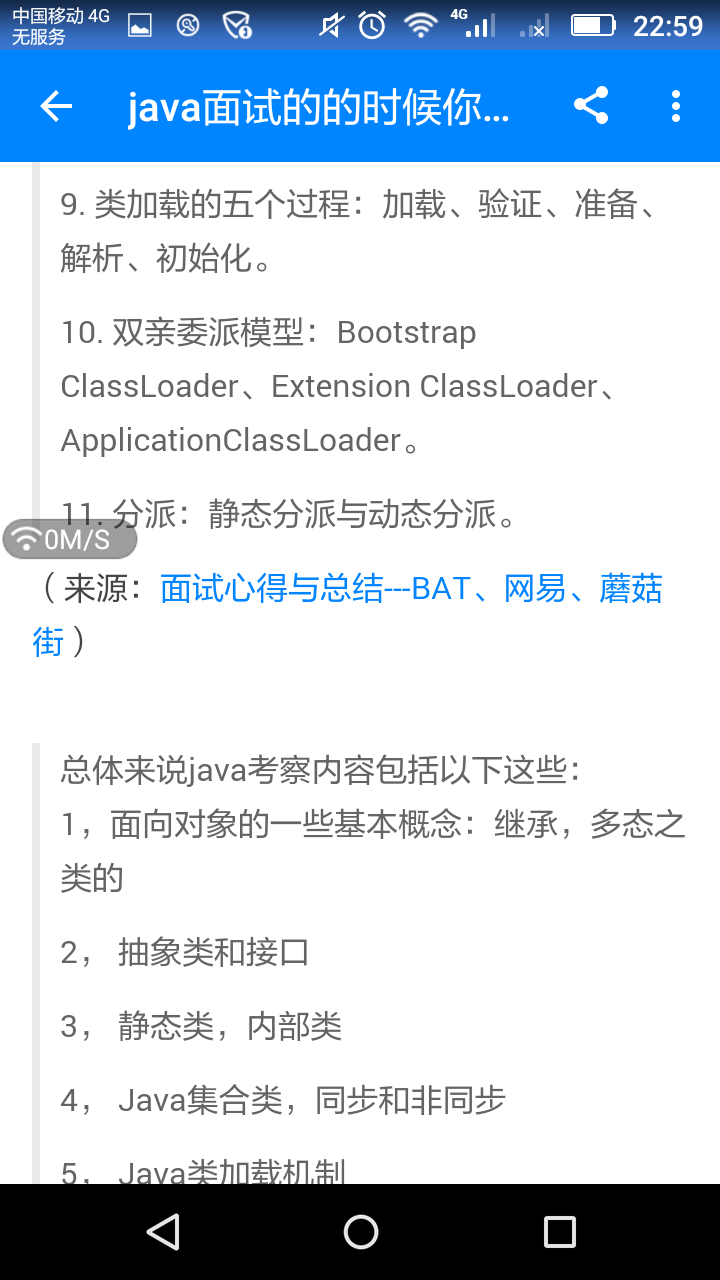 中国移动 4G
无服务
4G
22:59
java面试的的时候你...
9. 类加载的五个过程：加载、验证、准备、
解析、初始化。
10. 双亲委派模型：Bootstrap
ClassLoader、Extension ClassLoader、
ApplicationClassLoader。
11. 分派：静态分派与动态分派。
0M/S
（ 来源：面试心得与总结---BAT、网易、蘑菇
街 ）
总体来说java考察内容包括以下这些：
1，面向对象的一些基本概念：继承，多态之
类的
2， 抽象类和接口
3， 静态类，内部类
4， Java集合类，同步和非同步
5， Java类加载机制